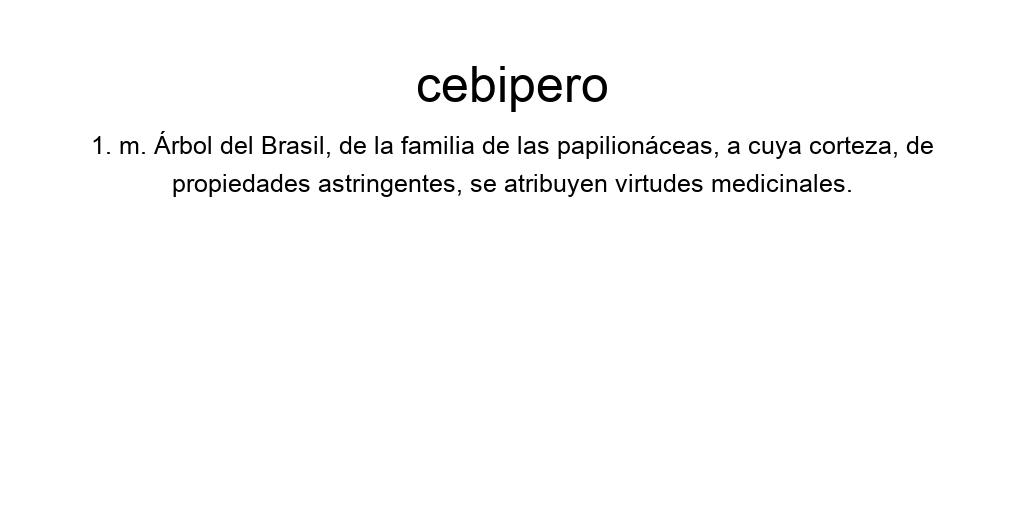 cebipero
1. m. Árbol del Brasil, de la familia de las papilionáceas, a cuya corteza, de
propiedades astringentes, se atribuyen virtudes medicinales.